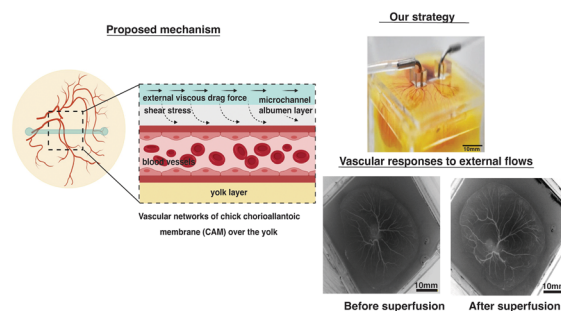 Proposed mechanism
external viscous drag force
shear stress
microchannel
albumen layer
blood vessels
yolk layer
Vascular networks of chick chorioallantoic
membrane (CAM) over the yolk
Our strategy
10mm
Vascular responses to external flows
10mm
10mm
Before superfusion
After superfusion